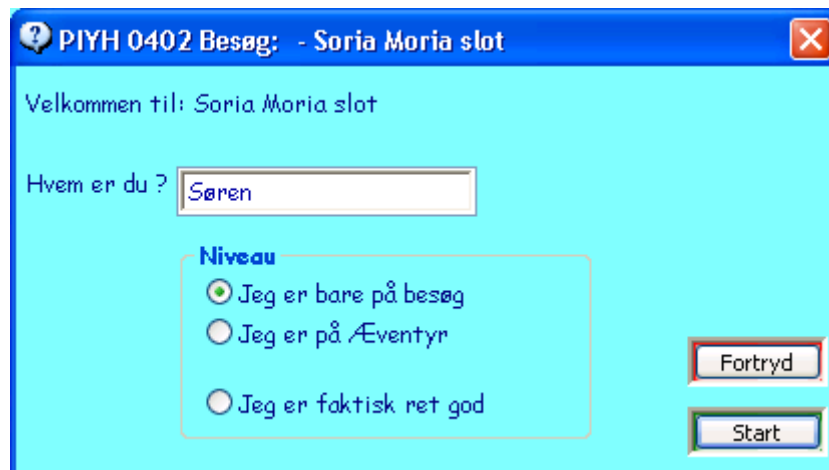 PIYH 0402 Besøg: - Soria Moria slot
Velkommen til: Soria Moria slot
Hvem er du ? Søren
Niveau
Jeg er bare på besøg
Jeg er på Æventyr
Jeg er faktisk ret god
Fortryd
Start